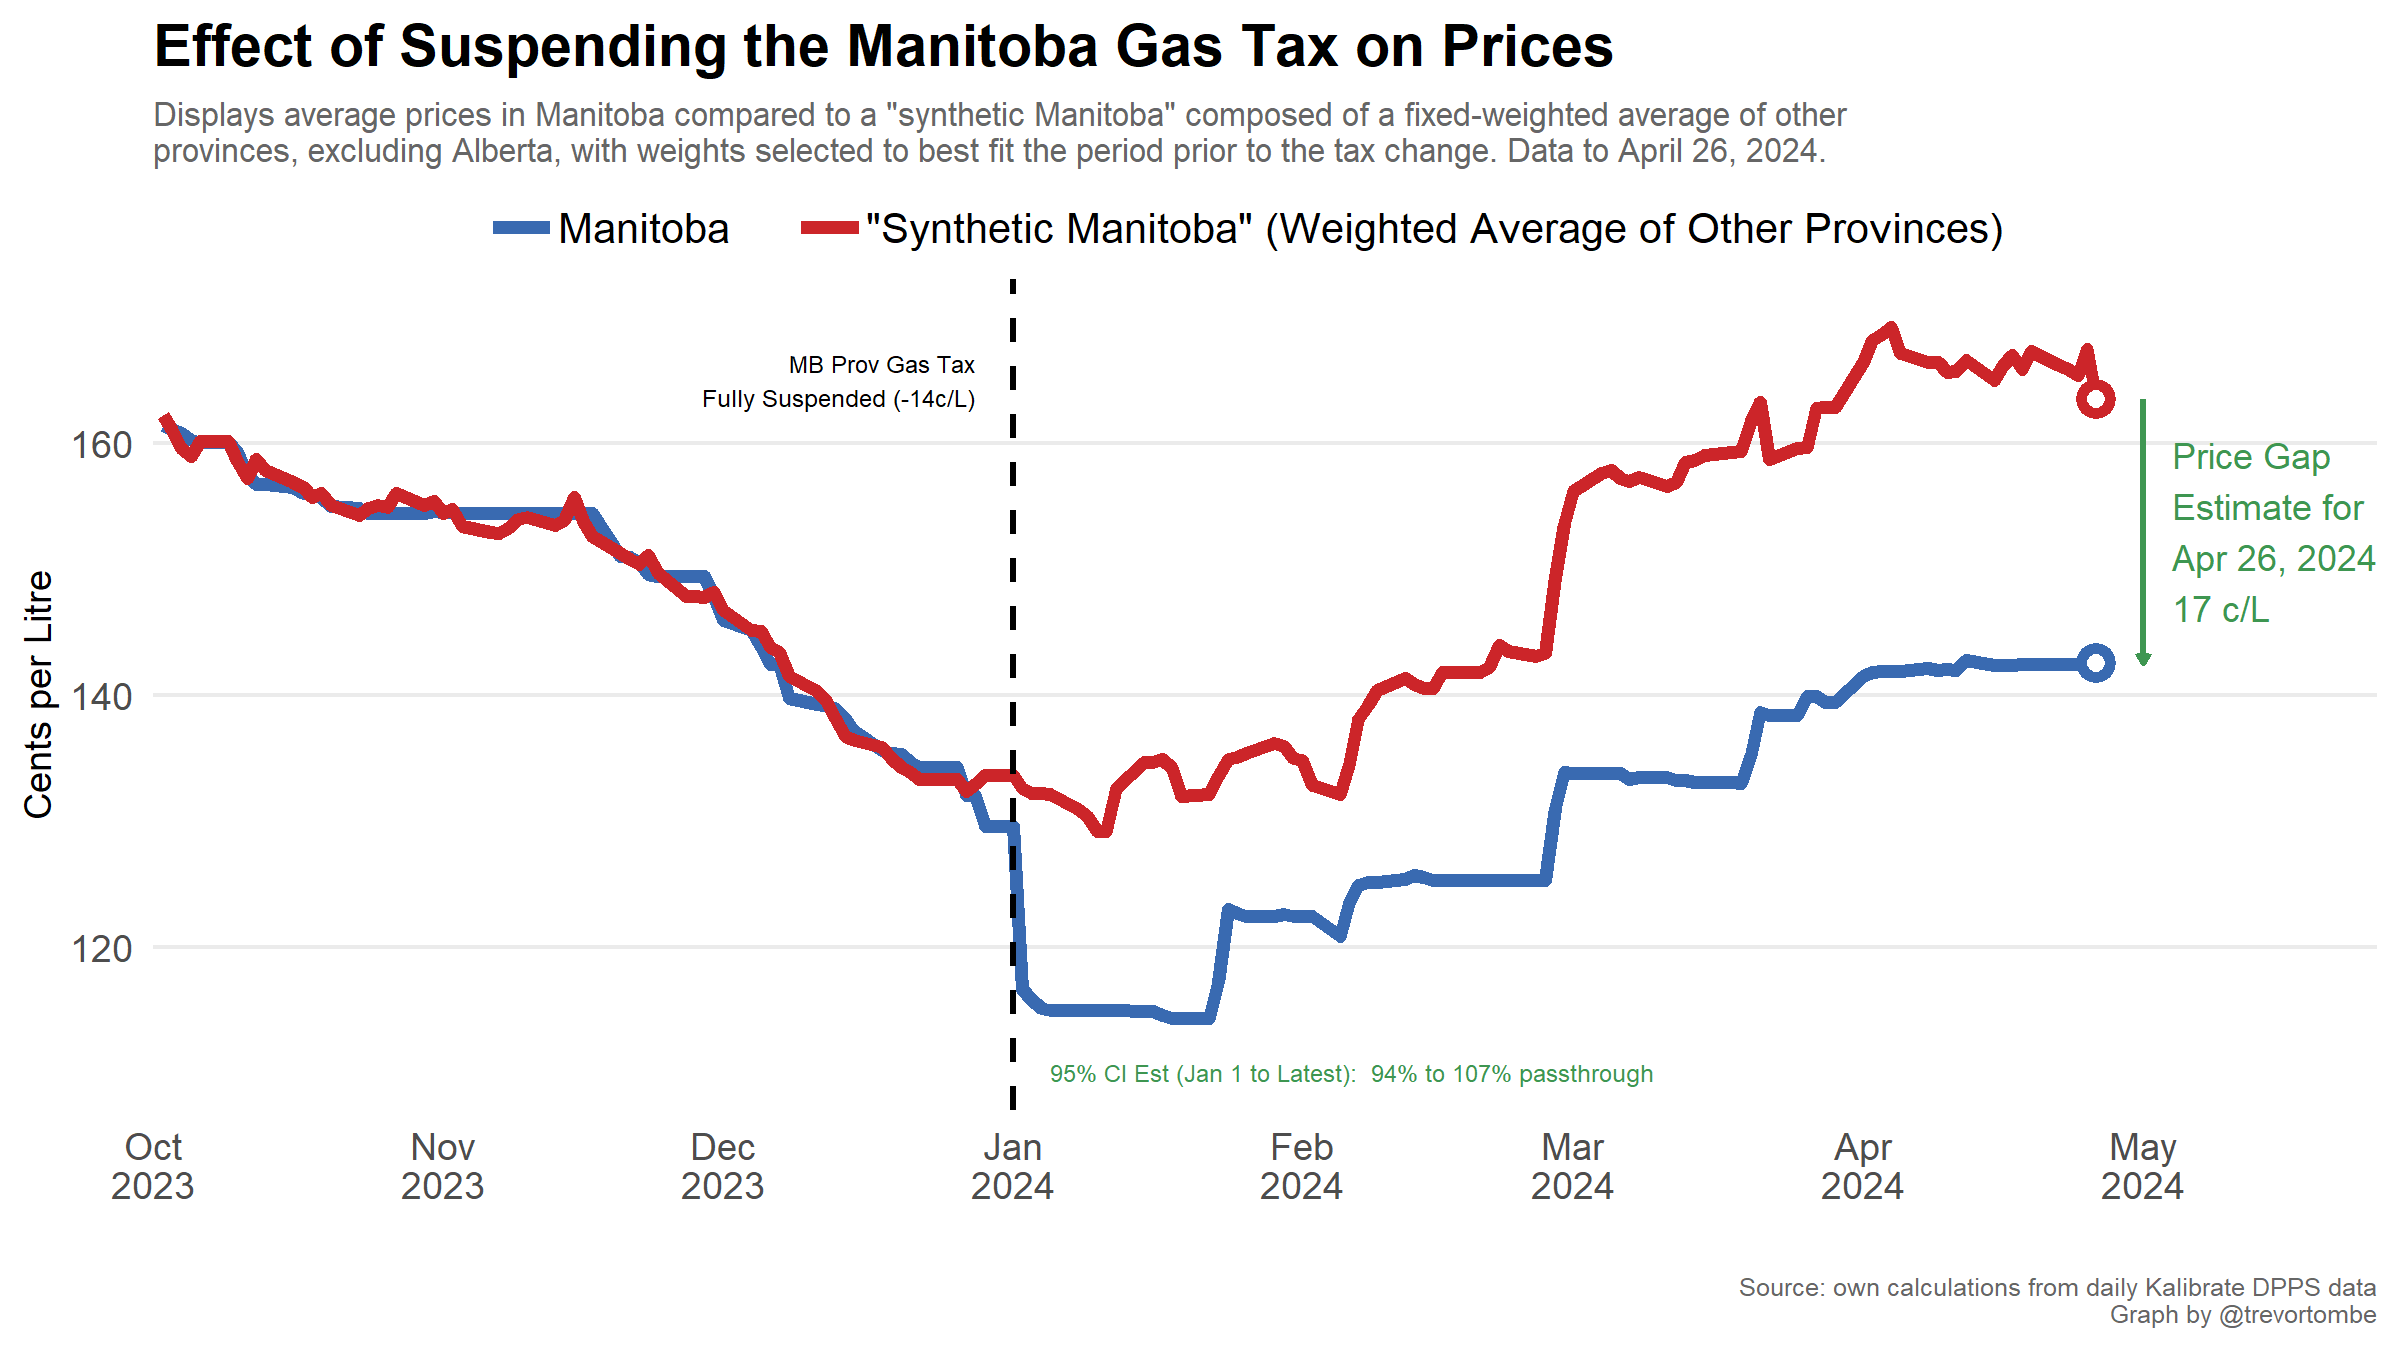 Effect of Suspending the Manitoba Gas Tax on Prices
Displays average prices in Manitoba compared to a "synthetic Manitoba" composed of a fixed-weighted average of other
provinces, excluding Alberta, with weights selected to best fit the period prior to the tax change. Data to April 26, 2024.
Manitoba
"Synthetic Manitoba" (Weighted Average of Other Provinces)
MB Prov Gas Tax
Fully Suspended (-14c/L)
Cents per Litre
160
140
120
Price Gap
Estimate for
Apr 26, 2024
17 c/L
95% CI Est (Jan 1 to Latest):  94% to 107% passthrough
Oct
2023
Nov
2023
Dec
2023
Jan
2024
Feb
2024
Mar
2024
Apr
2024
May
2024
Source: own calculations from daily Kalibrate DPPS data
Graph by @trevortombe